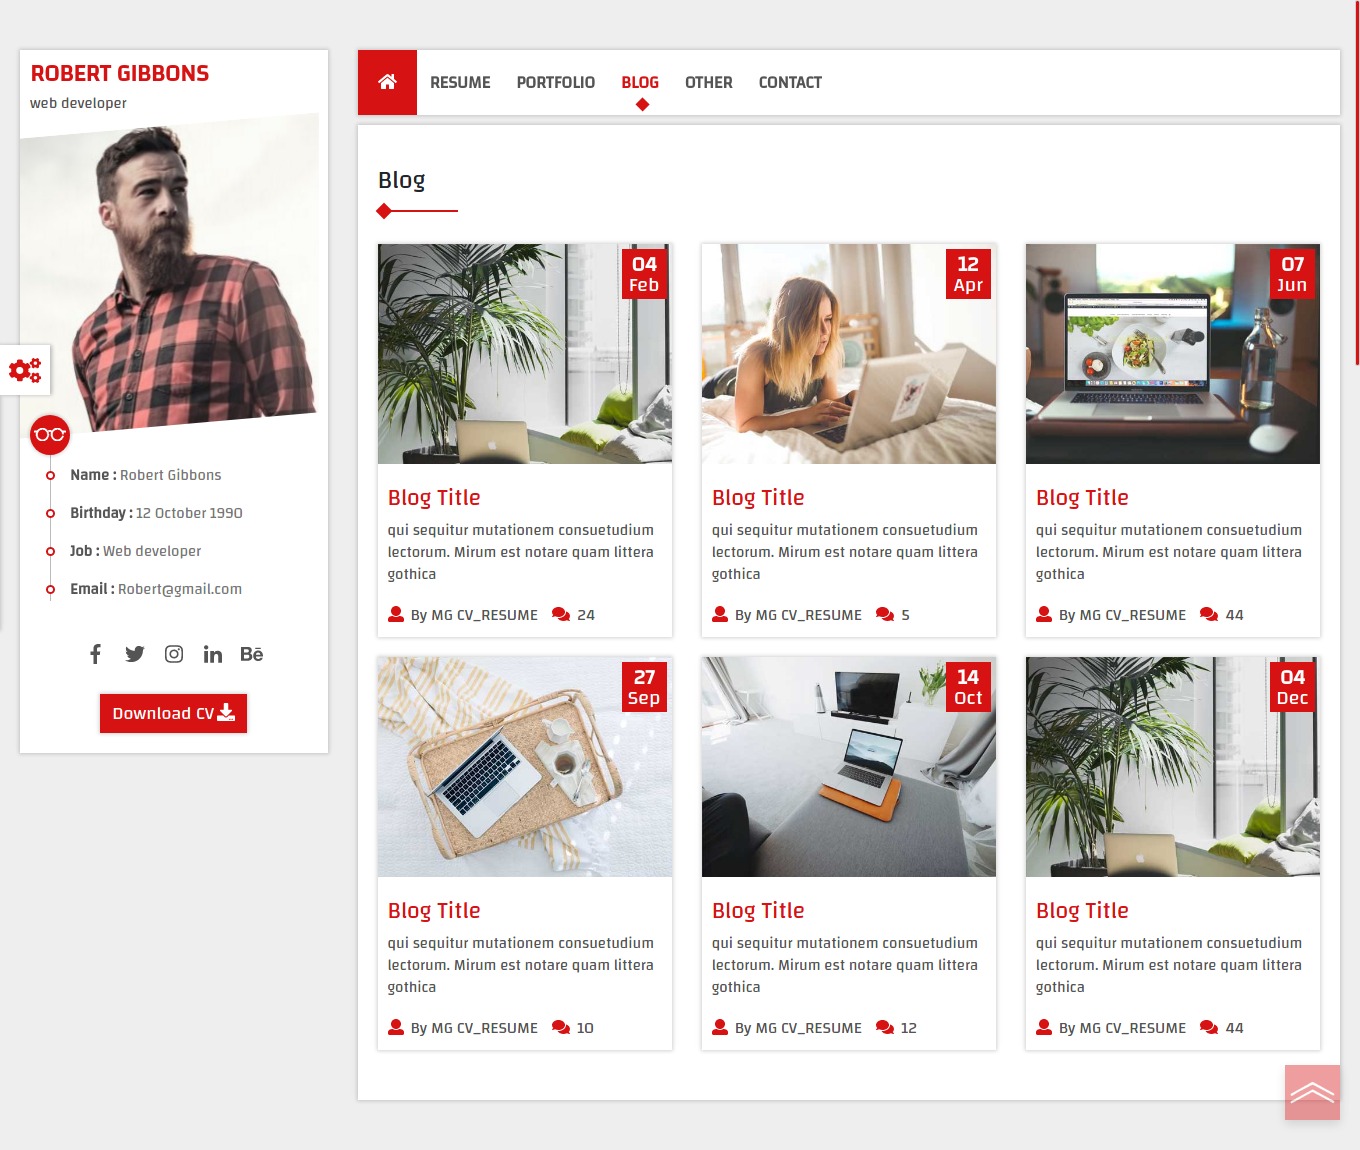 ROBERT GIBBONS
web developer
Name : Robert Gibbons
Birthday : 12 October 1990
Job : Web developer
Email : Robert@gmail.com
Bē
Download CV
RESUME PORTFOLIO BLOG OTHER CONTACT
Blog
04
Feb
Blog Title
qui sequitur mutationem consuetudium
lectorum. Mirum est notare quam littera
gothica
By MG CV_RESUME 24
12
Apr
Blog Title
qui sequitur mutationem consuetudium
lectorum. Mirum est notare quam littera
gothica
By MG CV_RESUME 5
07
Jun
Blog Title
qui sequitur mutationem consuetudium
lectorum. Mirum est notare quam littera
gothica
By MG CV_RESUME 44
27
Sep
Blog Title
qui sequitur mutationem consuetudium
lectorum. Mirum est notare quam littera
gothica
By MG CV_RESUME 10
14
Oct
Blog Title
qui sequitur mutationem consuetudium
lectorum. Mirum est notare quam littera
gothica
By MG CV_RESUME 12
04
Dec
Blog Title
qui sequitur mutationem consuetudium
lectorum. Mirum est notare quam littera
gothica
By MG CV_RESUME 44